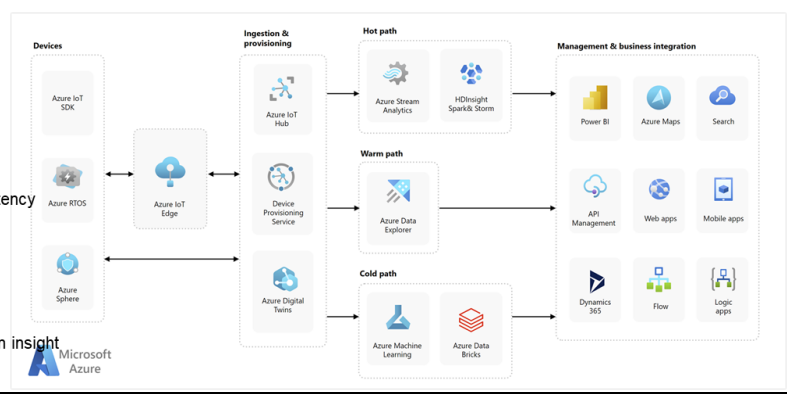 Devices
Azure IoT
SDK
Azure RTOS
Azure
Sphere
Azure IoT
Edge
Ingestion &
provisioning
Azure IoT
Hub
Device
Provisioning
Service
Azure Digital
Twins
Hot path
Azure Stream
Analytics
HDInsight
Spark& Storm
Warm path
Azure Data
Explorer
Cold path
Azure Machine
Learning
Azure Data
Bricks
Management & business integration
Power BI
Azure Maps
Search
API
Management
Web apps
Mobile apps
Dynamics
365
Flow
Logic
apps
insight
Microsoft
Azure